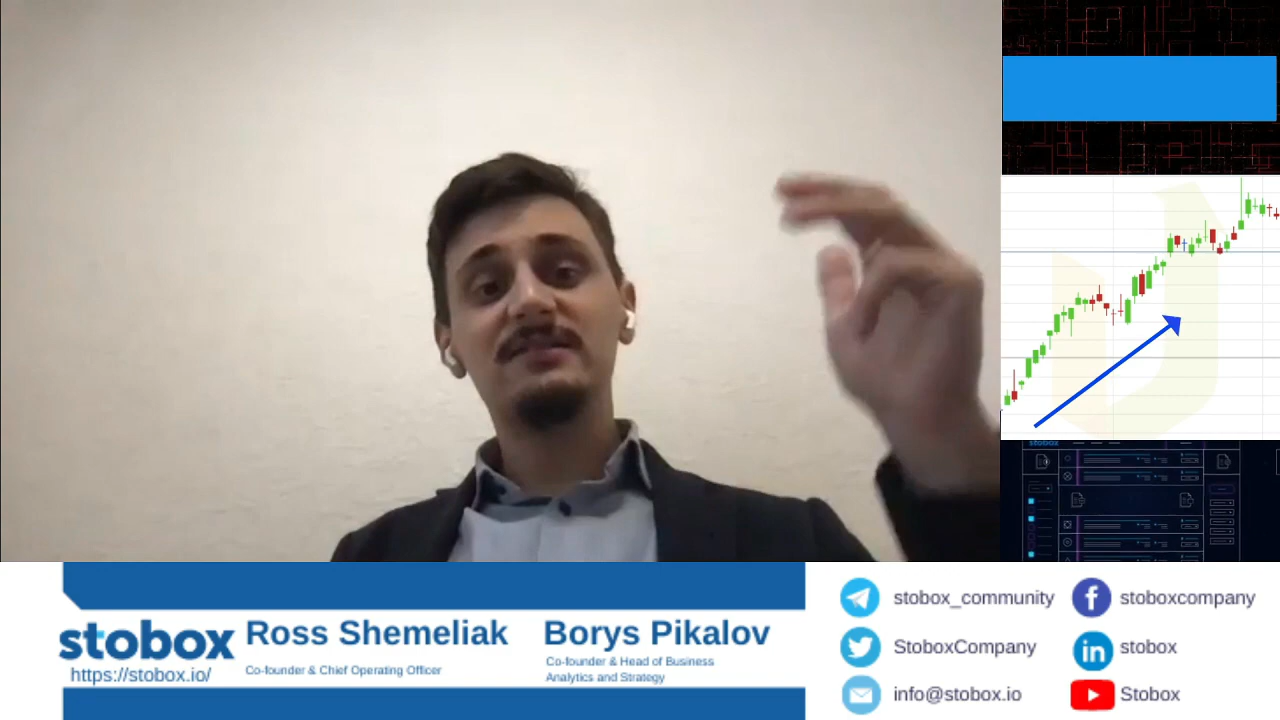 stobox
stobox
https://stobox.io/
Ross Shemeliak
Co-founder & Chief Operating Officer
Borys Pikalov
Co-founder & Head of Business
Analytics and Strategy
stobox_community
StoboxCompany
info@stobox.io
stoboxcompany
stobox
Stobox